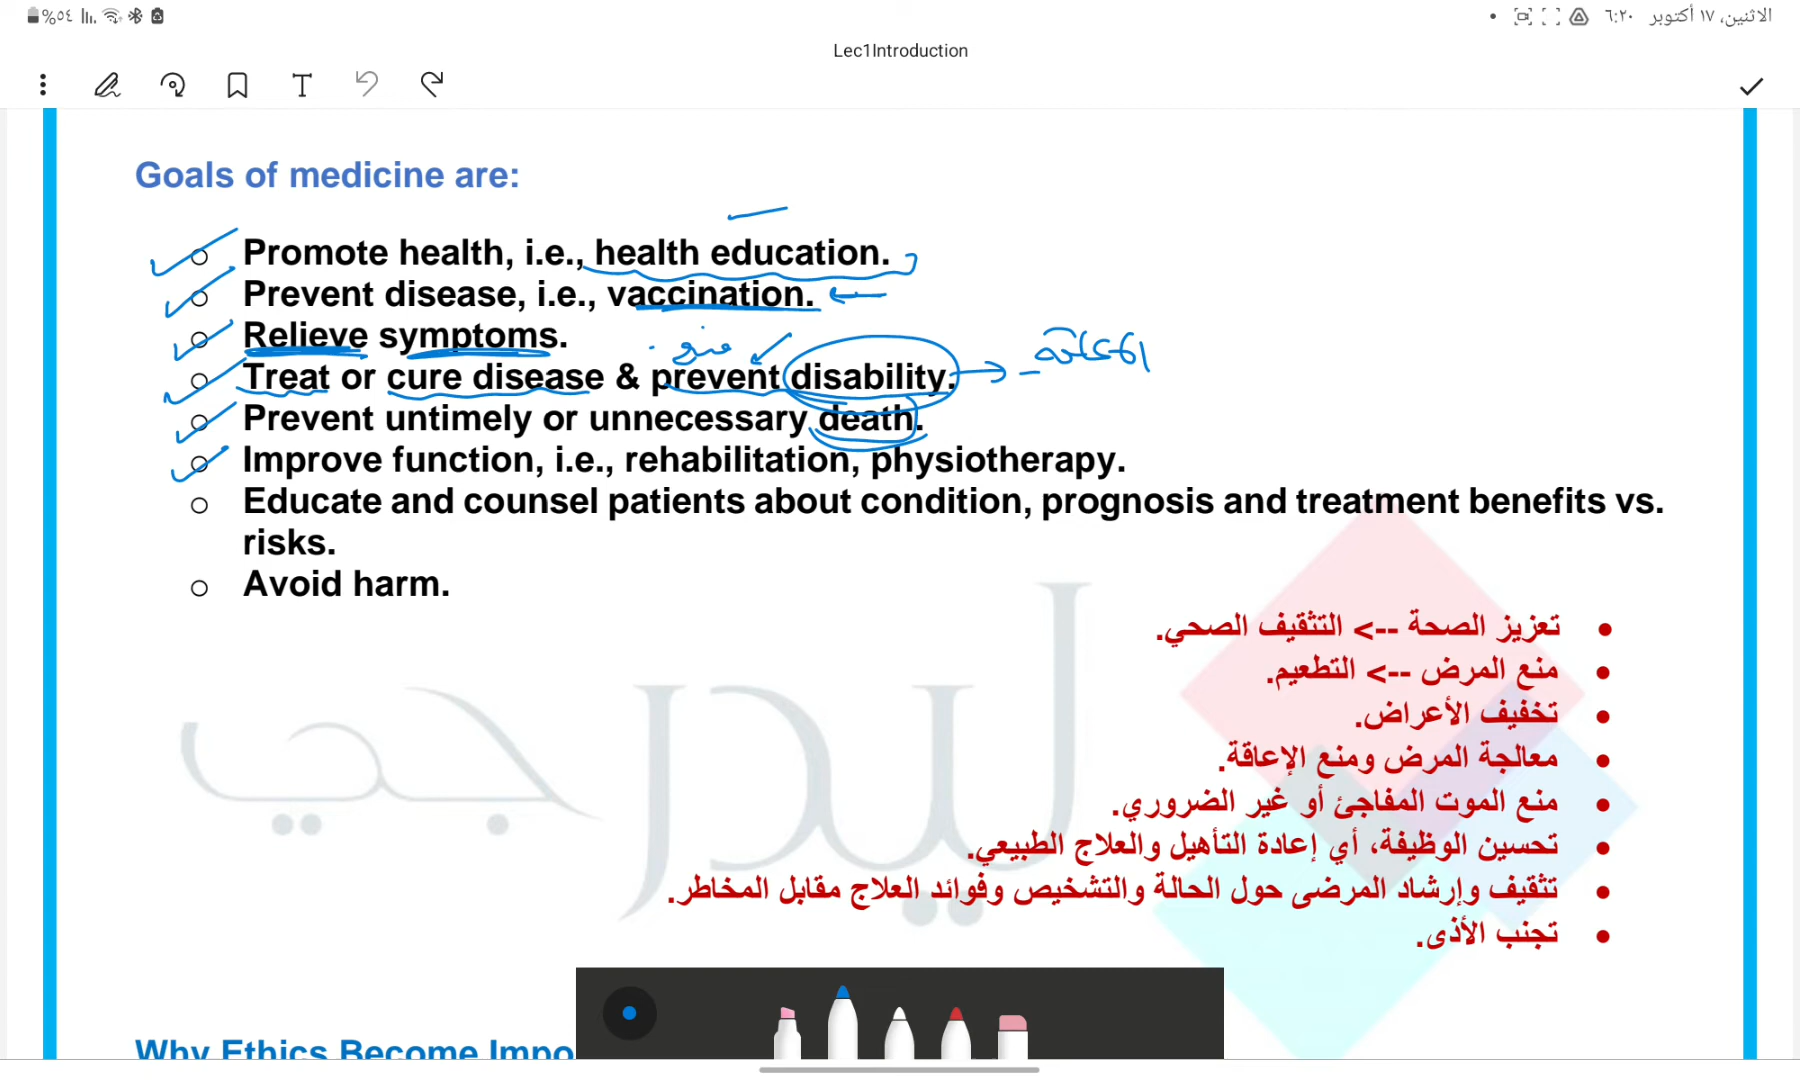 %٥٤
الاثنين، ١٧ أكتوبر ٦:٢٠
Lec1Introduction
Goals of medicine are:
Promote health, i.e., health education.
Prevent disease, i.e., vaccination.
Relieve symptoms.
منع
الاعاقة
Treat or cure disease & prevent disability.
Prevent untimely or unnecessary death.
Improve function, i.e., rehabilitation, physiotherapy.
Educate and counsel patients about condition, prognosis and treatment benefits vs.
risks.
Avoid harm.
تعزيز الصحة --> التثقيف الصحي.
منع المرض --> التطعيم.
تخفيف الأعراض.
معالجة المرض ومنع الإعاقة.
منع الموت المفاجئ أو غير الضروري.
تحسين الوظيفة، أي إعادة التأهيل والعلاج الطبيعي.
تثقيف وإرشاد المرضى حول الحالة والتشخيص وفوائد العلاج مقابل المخاطر.
تجنب الأذى.
ليدرجي
Why Ethics Become Impo